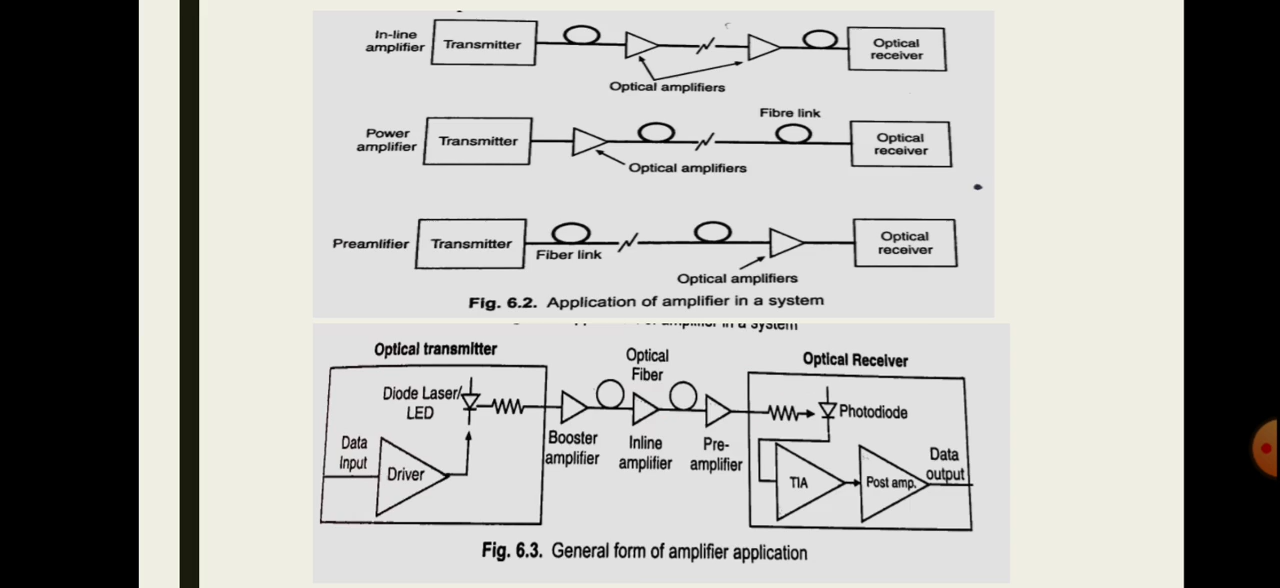 In-line
amplifier
Transmitter
Optical
receiver
Optical amplifiers
Power
amplifier
Transmitter
Fibre link
Optical
receiver
Optical amplifiers
Preamlifier
Transmitter
Fiber link
Optical
receiver
Optical amplifiers
Fig. 6.2. Application of amplifier in a system
in a system
Optical transmitter
Optical
Fiber
Optical Receiver
Diode Laser/
LED
Photodiode
Data
Input
Driver
Booster
amplifier
Inline
amplifier
Pre-
amplifier
TIA
Post amp.
Data
output
Fig. 6.3. General form of amplifier application